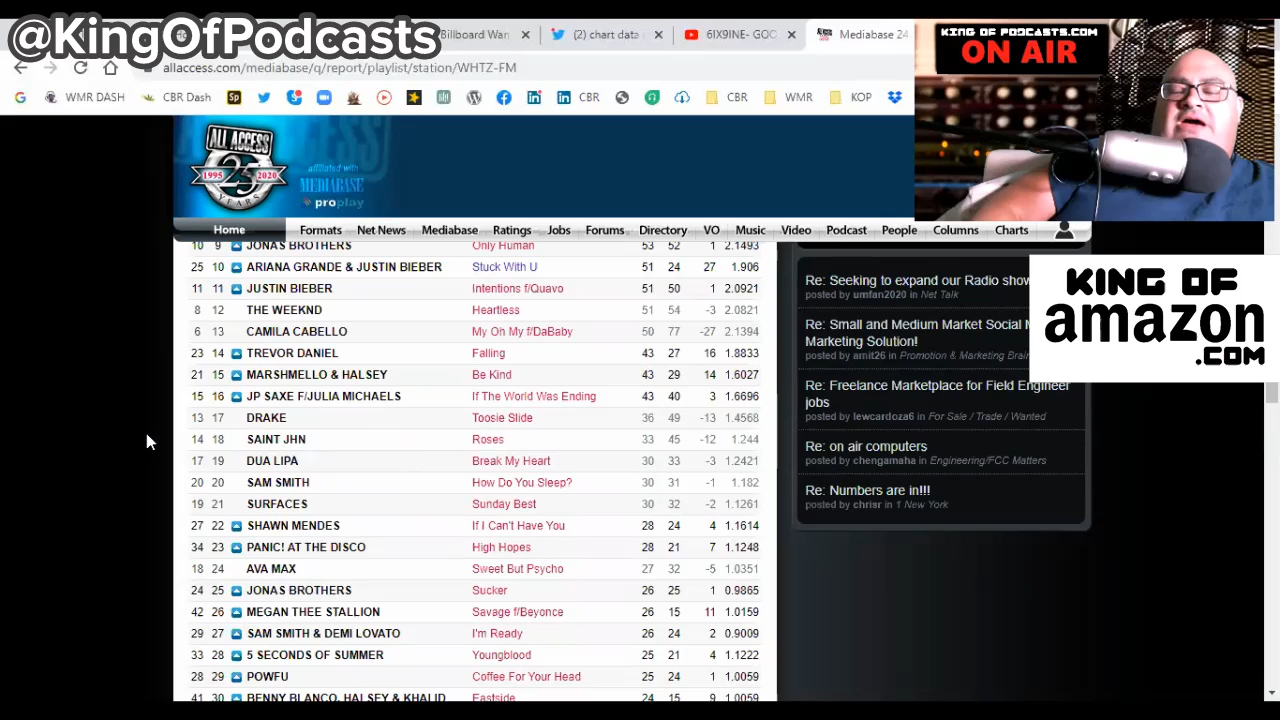 @KingOfPodcasts
Billboard War
(2) chart data
6IX9INE- GOO
Mediabase 24
allaccess.com/mediabase/q/report/playlist/station/WHTZ-FM
WMR DASH
CBR Dash
CBR
CBR
WMR
KOP
KING OF PODCASTS.COM
ON AIR
ALL ACCESS
1995 25 2020
YEARS
affiliated with
MEDIABASE
proplay
Home Formats Net News Mediabase Ratings Jobs Forums Directory VO Music Video Podcast People Columns Charts
10 9 JONAS BROTHERS Only Human 53 52 1 2.1493
25 10 ARIANA GRANDE & JUSTIN BIEBER Stuck With U 51 24 27 1.906
11 11 JUSTIN BIEBER Intentions f/Quavo 51 50 1 2.0921
8 12 THE WEEKND Heartless 51 54 -3 2.0821
6 13 CAMILA CABELLO My Oh My f/DaBaby 50 77 -27 2.1394
23 14 TREVOR DANIEL Falling 43 27 16 1.8833
21 15 MARSHMELLO & HALSEY Be Kind 43 29 14 1.6027
15 16 JP SAXE F/JULIA MICHAELS If The World Was Ending 43 40 3 1.6696
13 17 DRAKE Toosie Slide 36 49 -13 1.4568
14 18 SAINT JHN Roses 33 45 -12 1.244
17 19 DUA LIPA Break My Heart 30 33 -3 1.2421
20 20 SAM SMITH How Do You Sleep? 30 31 -1 1.182
19 21 SURFACES Sunday Best 30 32 -2 1.1261
27 22 SHAWN MENDES If I Can't Have You 28 24 4 1.1614
34 23 PANIC! AT THE DISCO High Hopes 28 21 7 1.1248
18 24 AVA MAX Sweet But Psycho 27 32 -5 1.0351
24 25 JONAS BROTHERS Sucker 26 25 1 0.9865
42 26 MEGAN THEE STALLION Savage f/Beyonce 26 15 11 1.0159
29 27 SAM SMITH & DEMI LOVATO I'm Ready 26 24 2 0.9009
33 28 5 SECONDS OF SUMMER Youngblood 25 21 4 1.1222
28 29 POWFU Coffee For Your Head 25 24 1 1.0059
41 30 BENNY BLANCO, HALSEY & KHALID Eastside 24 15 9 1.0059
Re: Seeking to expand our Radio show
posted by umfan2020 in Net Talk
Re: Small and Medium Market Social M
Marketing Solution!
posted by amit26 in Promotion & Marketing Brain
Re: Freelance Marketplace for Field Engineer
jobs
posted by lewcardoza6 in For Sale / Trade / Wanted
Re: on air computers
posted by chengamaha in Engineering/FCC Matters
Re: Numbers are in!!!
posted by chrisr in 1 New York
KING OF
amazon
.COM